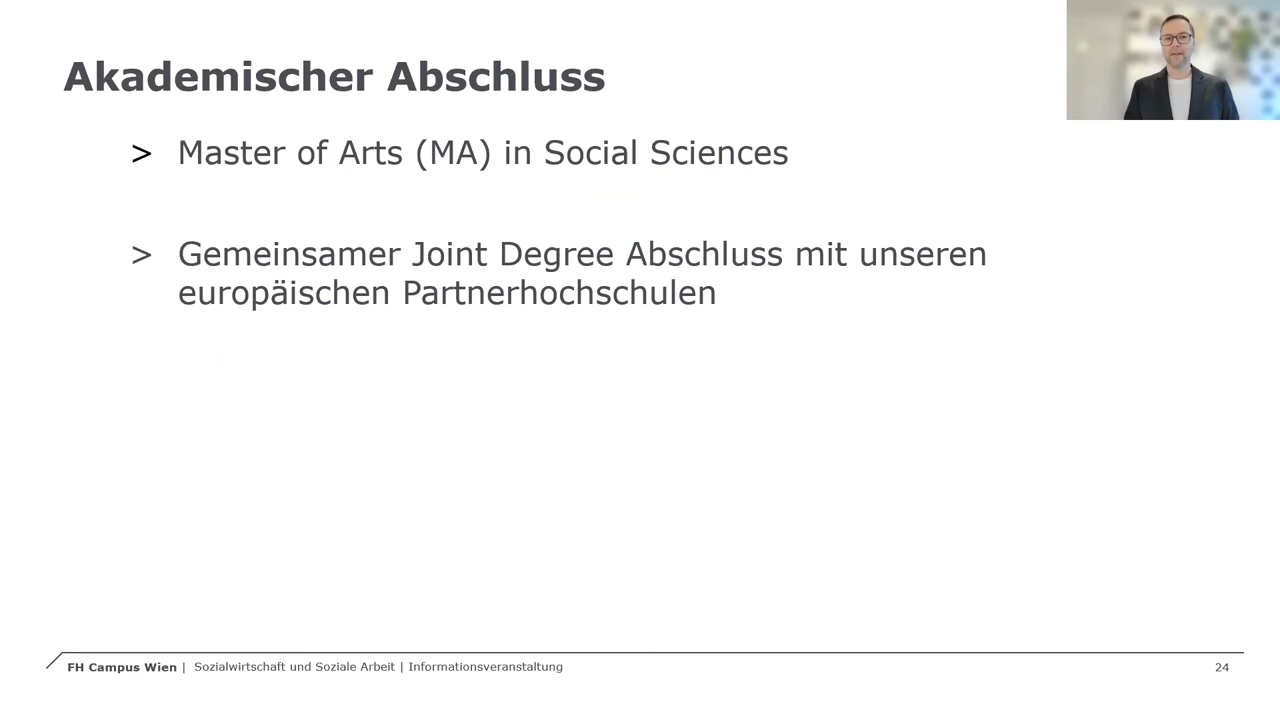 Akademischer Abschluss
> Master of Arts (MA) in Social Sciences
> Gemeinsamer Joint Degree Abschluss mit unseren
europäischen Partnerhochschulen
FH Campus Wien | Sozialwirtschaft und Soziale Arbeit | Informationsveranstaltung 24